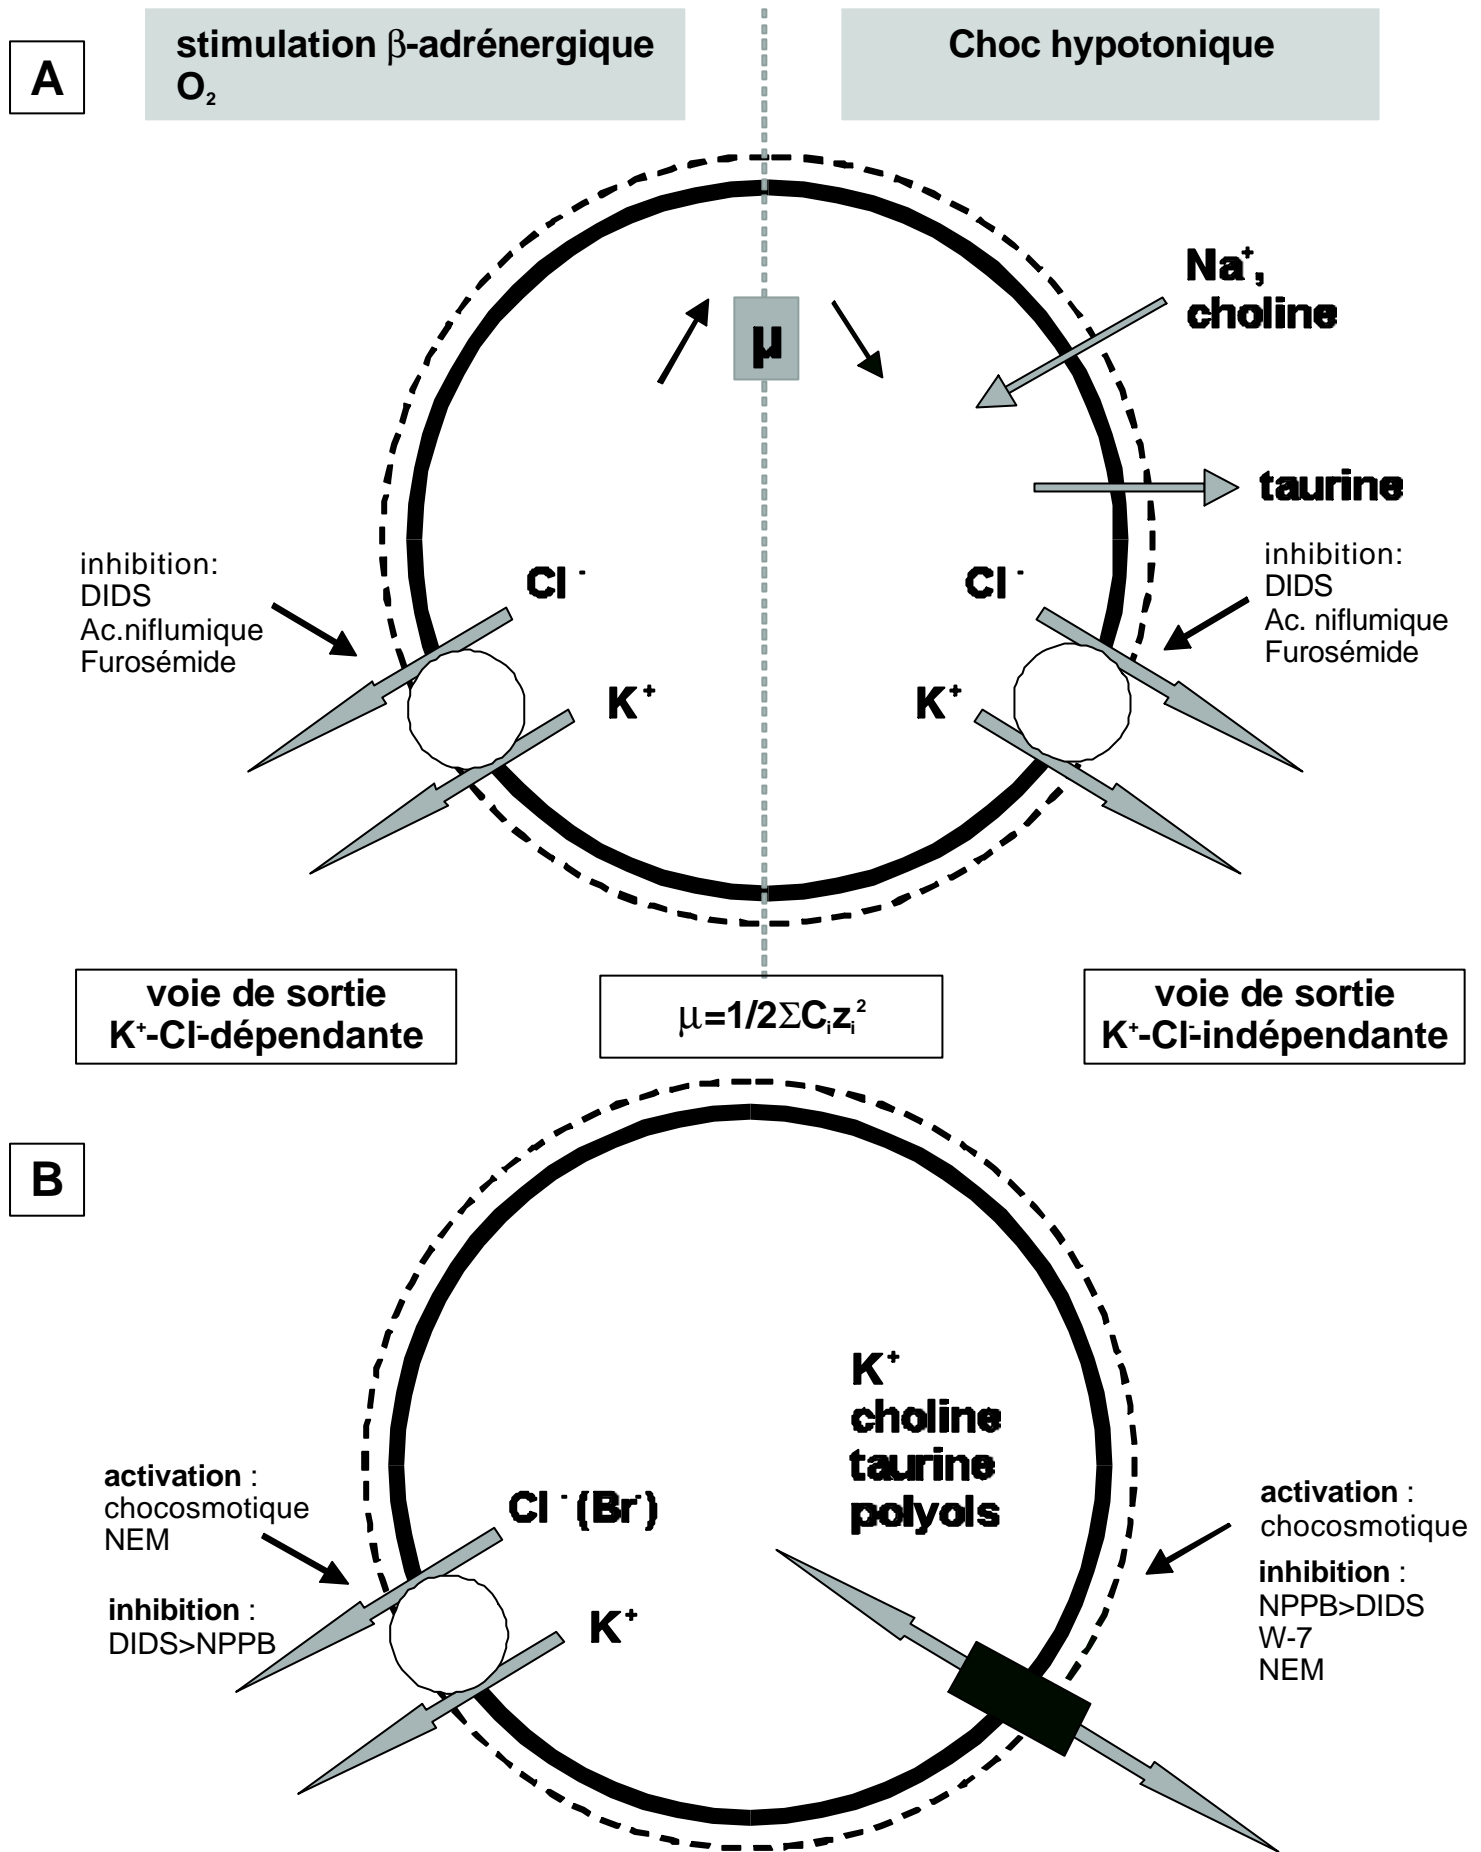 A
stimulation β-adrénergique
O₂
Choc hypotonique
μ
Na⁺,
choline
taurine
inhibition:
DIDS
Ac.niflumique
Furosémide
Cl⁻
K⁺
Cl⁻
K⁺
inhibition:
DIDS
Ac. niflumique
Furosémide
voie de sortie
K⁺-Cl⁻-dépendante
μ=1/2ΣCᵢzᵢ²
voie de sortie
K⁺-Cl⁻-indépendante
B
activation :
chocosmotique
NEM
inhibition :
DIDS>NPPB
Cl⁻(Br⁻)
K⁺
K⁺
choline
taurine
polyols
activation :
chocosmotique
inhibition :
NPPB>DIDS
W-7
NEM